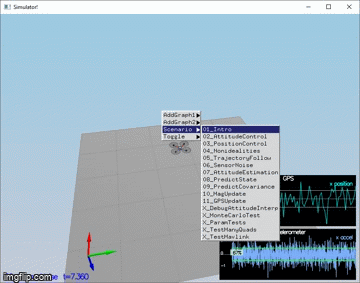 Simulator!
AddGraph1
AddGraph2
Scenario
Toggle
01_Intro
02_AttitudeControl
03_PositionControl
04_Nonidealities
05_TrajectoryFollow
06_SensorNoise
07_AttitudeEstimation
08_PredictState
09_PredictCovariance
10_MagUpdate
11_GPSUpdate
X_DebugAttitudeInterp
X_MonteCarloTest
X_ParamTests
X_TestManyQuads
X_TestMavlink
GPS
x position
x accel
t=7.360
imgflip.com